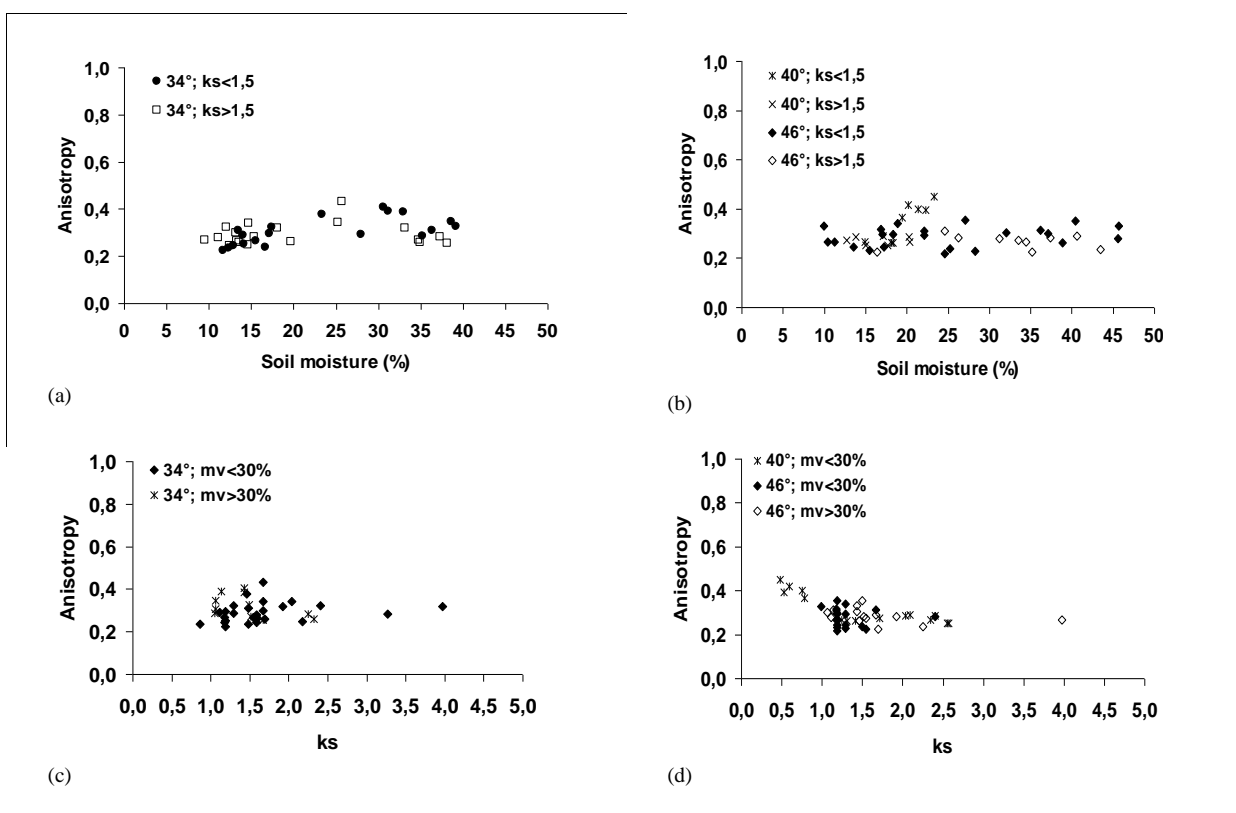 1,0
0,8
0,6
0,4
0,2
0,0
Anisotropy
34°; ks<1,5
34°; ks>1,5
0 5 10 15 20 25 30 35 40 45 50
Soil moisture (%)
(a)
1,0
0,8
0,6
0,4
0,2
0,0
Anisotropy
40°; ks<1,5
40°; ks>1,5
46°; ks<1,5
46°; ks>1,5
0 5 10 15 20 25 30 35 40 45 50
Soil moisture (%)
(b)
1,0
0,8
0,6
0,4
0,2
0,0
Anisotropy
34°; mv<30%
34°; mv>30%
0,0 0,5 1,0 1,5 2,0 2,5 3,0 3,5 4,0 4,5 5,0
ks
(c)
1,0
0,8
0,6
0,4
0,2
0,0
Anisotropy
40°; mv<30%
46°; mv<30%
46°; mv>30%
0,0 0,5 1,0 1,5 2,0 2,5 3,0 3,5 4,0 4,5 5,0
ks
(d)